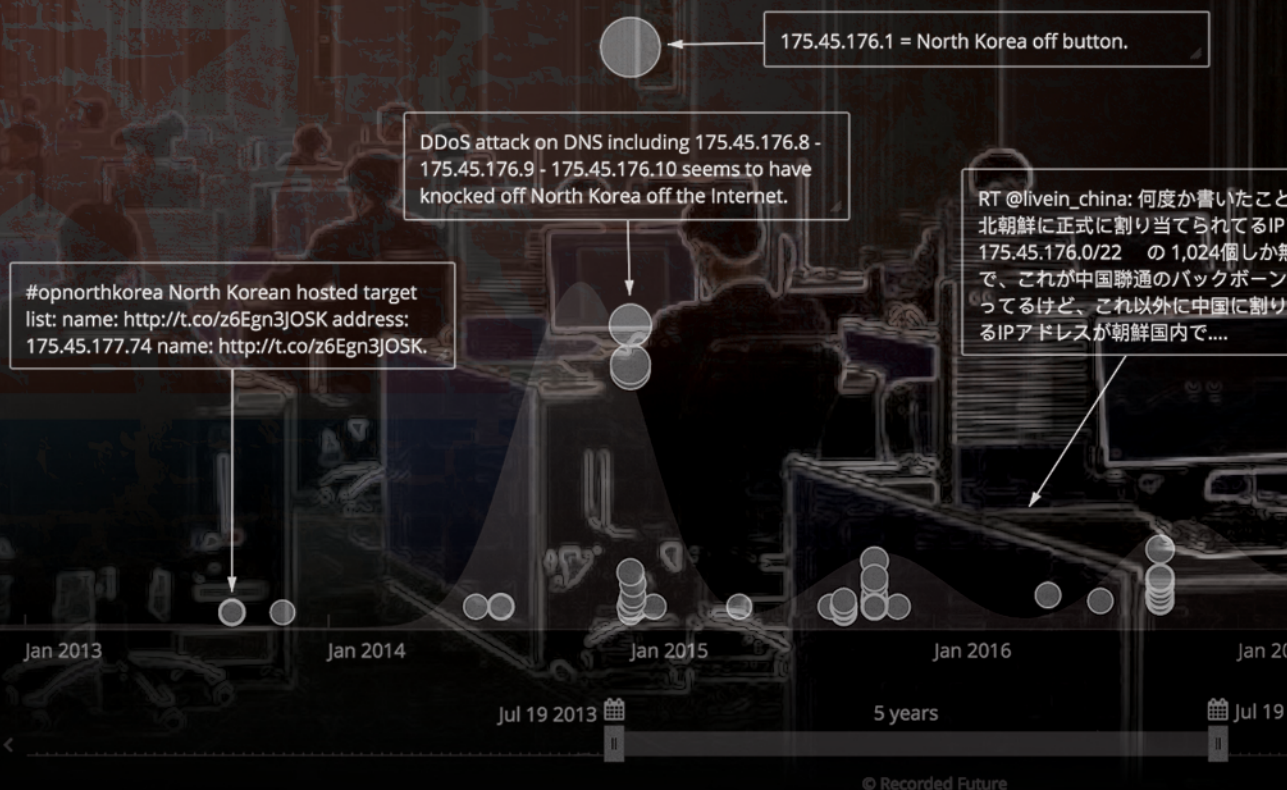 175.45.176.1 = North Korea off button.
DDoS attack on DNS including 175.45.176.8 -
175.45.176.9 - 175.45.176.10 seems to have
knocked off North Korea off the Internet.
RT @livein_china: 何度か書いたこと
北朝鮮に正式に割り当てられてるIP
175.45.176.0/22 の 1,024個しか無
で、これが中国聯通のバックボーン
ってるけど、これ以外に中国に割り
るIPアドレスが朝鮮国内で....
#opnorthkorea North Korean hosted target
list: name: http://t.co/z6Egn3JOSK address:
175.45.177.74 name: http://t.co/z6Egn3JOSK.
Jan 2013
Jan 2014
Jan 2015
Jan 2016
Jan 20
Jul 19 2013
5 years
Jul 19
© Recorded Future